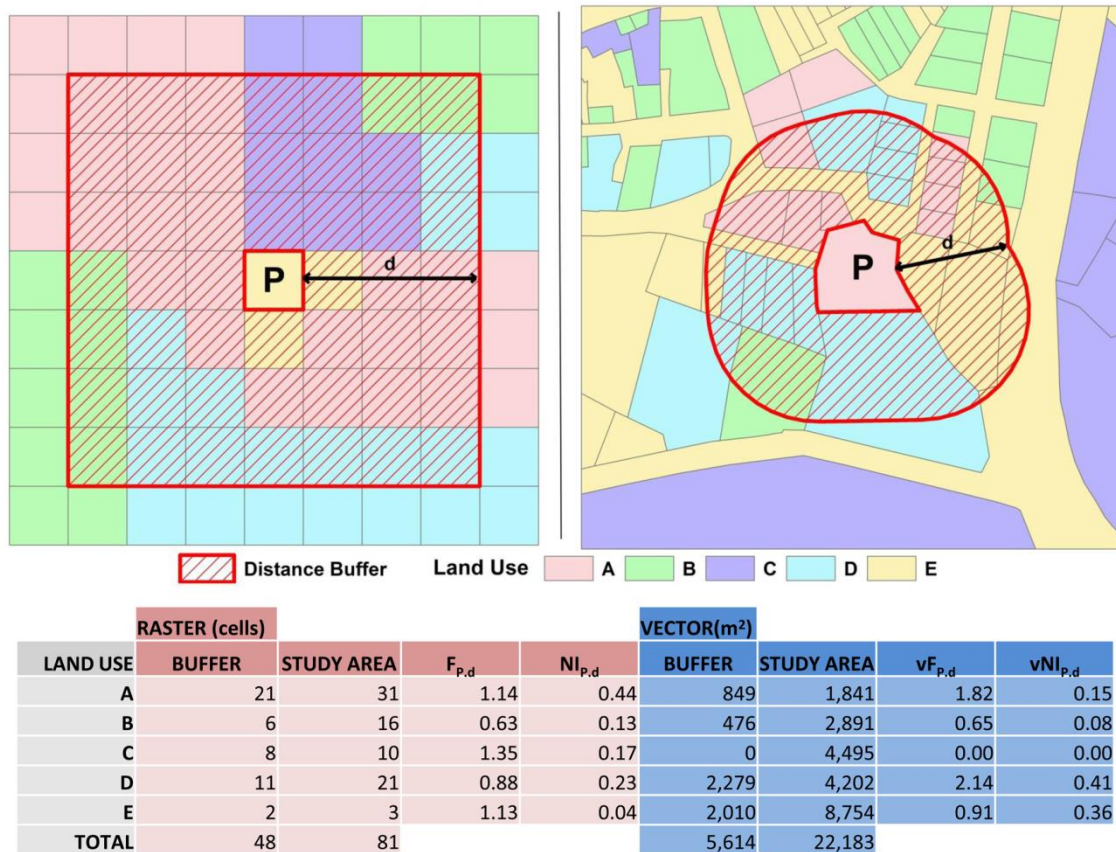 P
d
P
d
Distance Buffer Land Use A B C D E
RASTER (cells) VECTOR(m²)
LAND USE BUFFER STUDY AREA F_P.d NI_P.d BUFFER STUDY AREA vF_P.d vNI_P.d
A 21 31 1.14 0.44 849 1,841 1.82 0.15
B 6 16 0.63 0.13 476 2,891 0.65 0.08
C 8 10 1.35 0.17 0 4,495 0.00 0.00
D 11 21 0.88 0.23 2,279 4,202 2.14 0.41
E 2 3 1.13 0.04 2,010 8,754 0.91 0.36
TOTAL 48 81 5,614 22,183